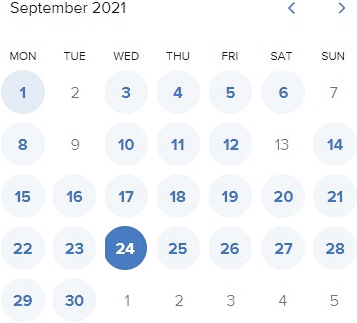 September 2021
MON TUE WED THU FRI SAT SUN
1 2 3 4 5 6 7
8 9 10 11 12 13 14
15 16 17 18 19 20 21
22 23 24 25 26 27 28
29 30 1 2 3 4 5